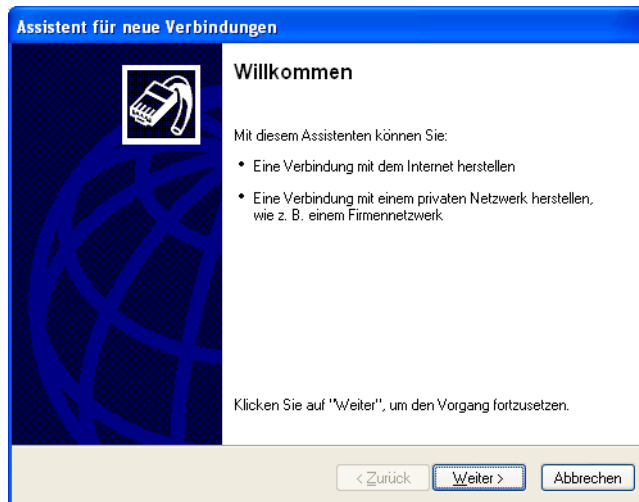 Assistent für neue Verbindungen
Willkommen
Mit diesem Assistenten können Sie:
• Eine Verbindung mit dem Internet herstellen
• Eine Verbindung mit einem privaten Netzwerk herstellen,
wie z. B. einem Firmennetzwerk
Klicken Sie auf "Weiter", um den Vorgang fortzusetzen.
< Zurück Weiter > Abbrechen